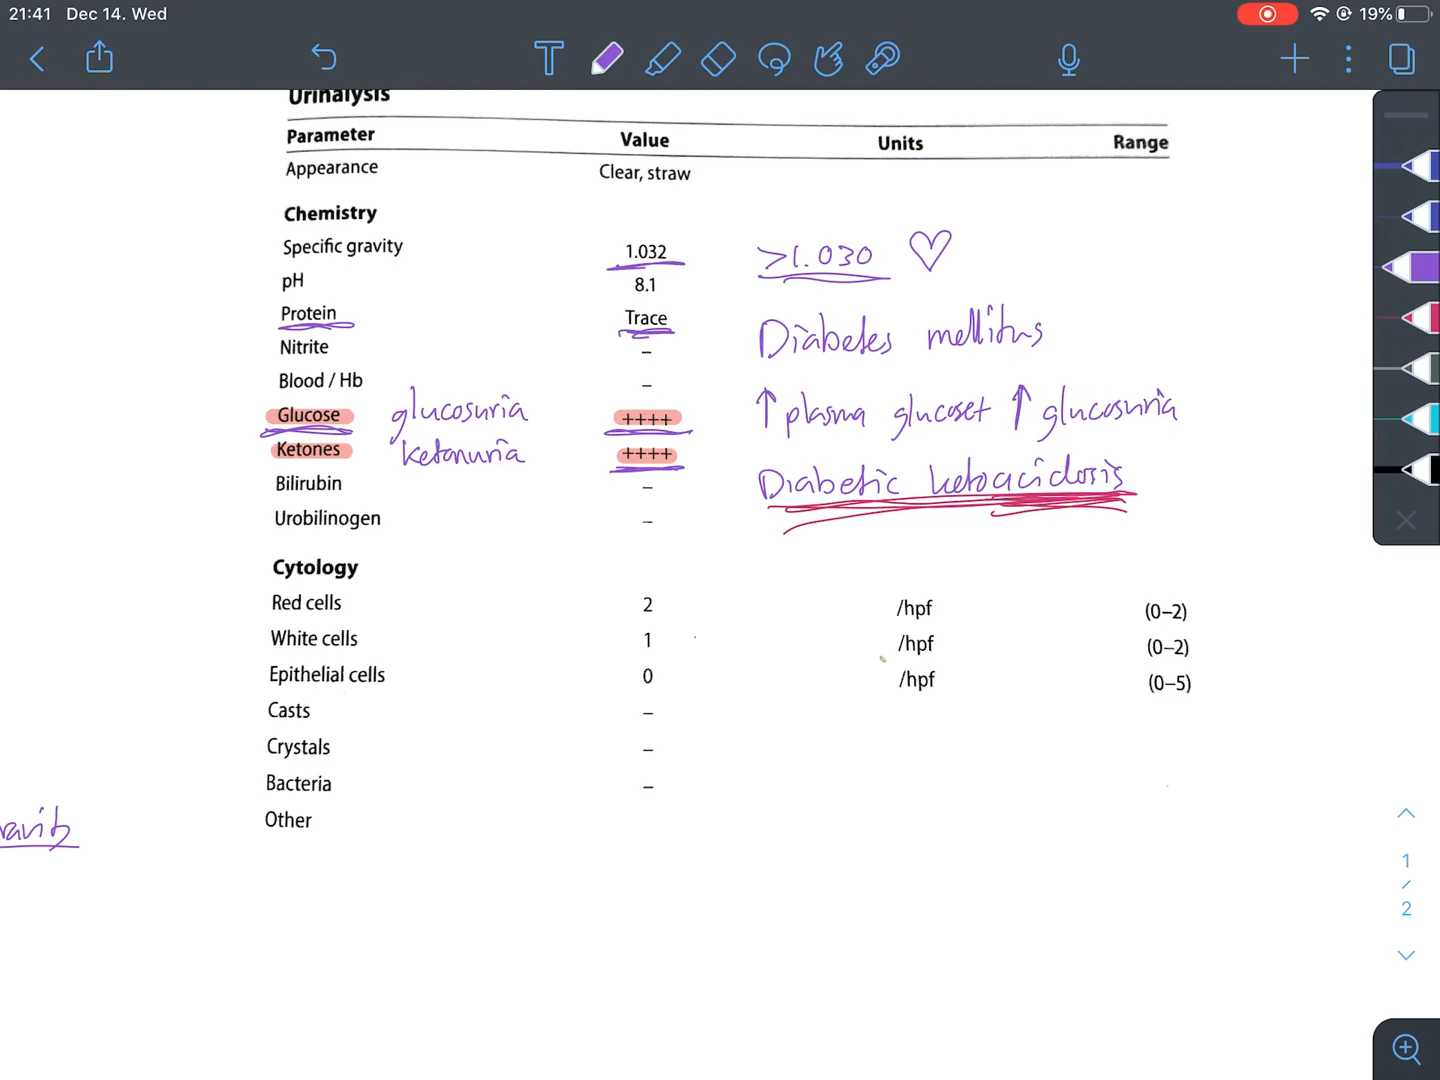 21:41 Dec 14. Wed 19%
Urinalysis
Parameter Value Units Range
Appearance Clear, straw
Chemistry
Specific gravity 1.032 >1.030 ♡
pH 8.1
Protein Trace Diabetes mellitus
Nitrite –
Blood / Hb –
Glucose glucosuria ++++ ↑ plasma glucoset ↑ glucosuria
Ketones ketonuria ++++ Diabetic ketoacidosis
Bilirubin –
Urobilinogen –
Cytology
Red cells 2 /hpf (0–2)
White cells 1 /hpf (0–2)
Epithelial cells 0 /hpf (0–5)
Casts –
Crystals –
Bacteria –
Other
1
/
2